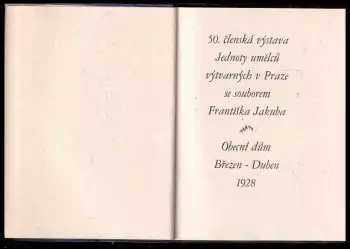 50. členská výstava
Jednoty umělců
výtvarných v Praze
se souborem
Františka Jakuba
Obecní dům
Březen - Duben
1928